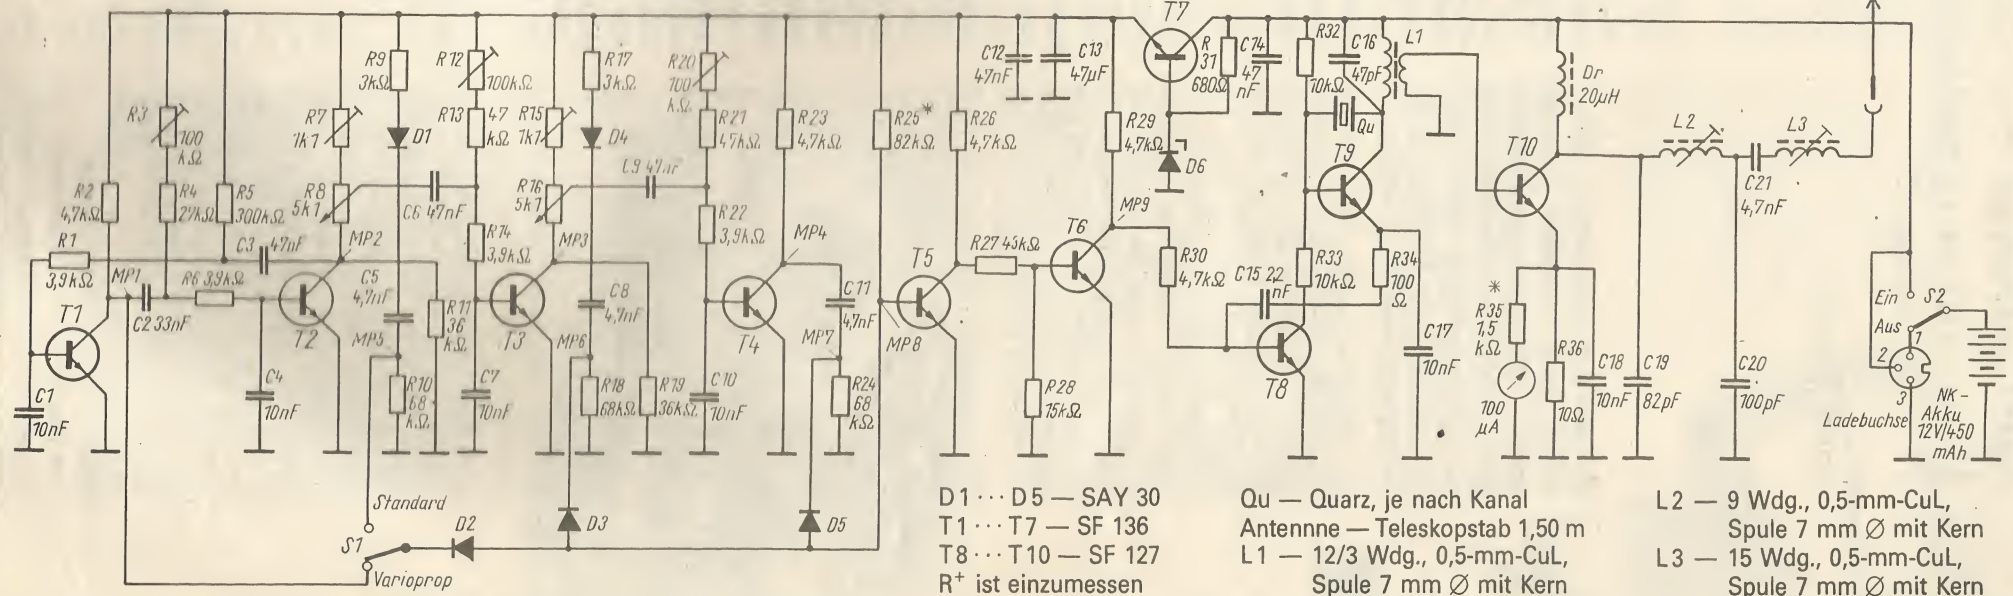 R2
4,7kΩ
R1
3,9kΩ
MP1
T1
C1
10nF
R3
100
kΩ
R4
27kΩ
R5
300kΩ
C3
47nF
C2 33nF
R6 3,9kΩ
C4
10nF
T2
MP2
R7
1k1
R8
5k1
R9
3kΩ
D1
C5
4,7nF
MP5
R10
68
kΩ
R11
36
kΩ
C6 47nF
R12
100kΩ
R13
47
kΩ
R14
3,9kΩ
C7
10nF
T3
MP3
R15
1k1
R16
5k1
R17
3kΩ
D4
C8
4,7nF
MP6
R18
68kΩ
R19
36kΩ
C9 47nF
R20
100
kΩ
R21
47kΩ
R22
3,9kΩ
C10
10nF
T4
MP4
R23
4,7kΩ
C11
4,7nF
MP7
R24
68
kΩ
R25*
82kΩ
MP8
T5
R26
4,7kΩ
R27
R28
15kΩ
T6
C12
47nF
C13
47µF
R29
4,7kΩ
MP9
T7
D6
R
31
680Ω
C14
47
nF
R30
4,7kΩ
C15 2,2
nF
T8
R32
10kΩ
C16
47pF
Qu
L1
T9
R33
10kΩ
R34
100
Ω
C17
10nF
T10
Dr
20µH
*
R35
1,5
kΩ
100
µA
R36
10Ω
C18
10nF
C19
82pF
L2
C20
100pF
C21
4,7nF
L3
Ein
Aus
S2
1
2
3
Ladebuchse
NK-
Akku
12V/450
mAh
Standard
S1
Varioprop
D2
D3
D5
D1 ··· D5 — SAY 30
T1 ··· T7 — SF 136
T8 ··· T10 — SF 127
R⁺ ist einzumessen
Qu — Quarz, je nach Kanal
Antennne — Teleskopstab 1,50 m
L1 — 12/3 Wdg., 0,5-mm-CuL,
Spule 7 mm Ø mit Kern
L2 — 9 Wdg., 0,5-mm-CuL,
Spule 7 mm Ø mit Kern
L3 — 15 Wdg., 0,5-mm-CuL,
Spule 7 mm Ø mit Kern